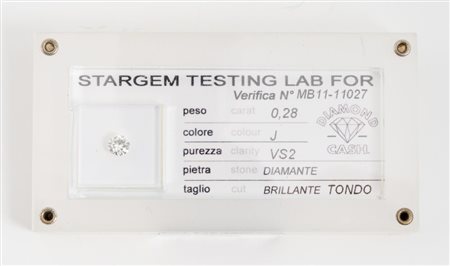 STARGEM TESTING LAB FOR
Verifica N° MB11-11027
peso carat 0,28
colore colour J
purezza clarity VS2
pietra stone DIAMANTE
taglio cut BRILLANTE TONDO
DIAMOND
CASH